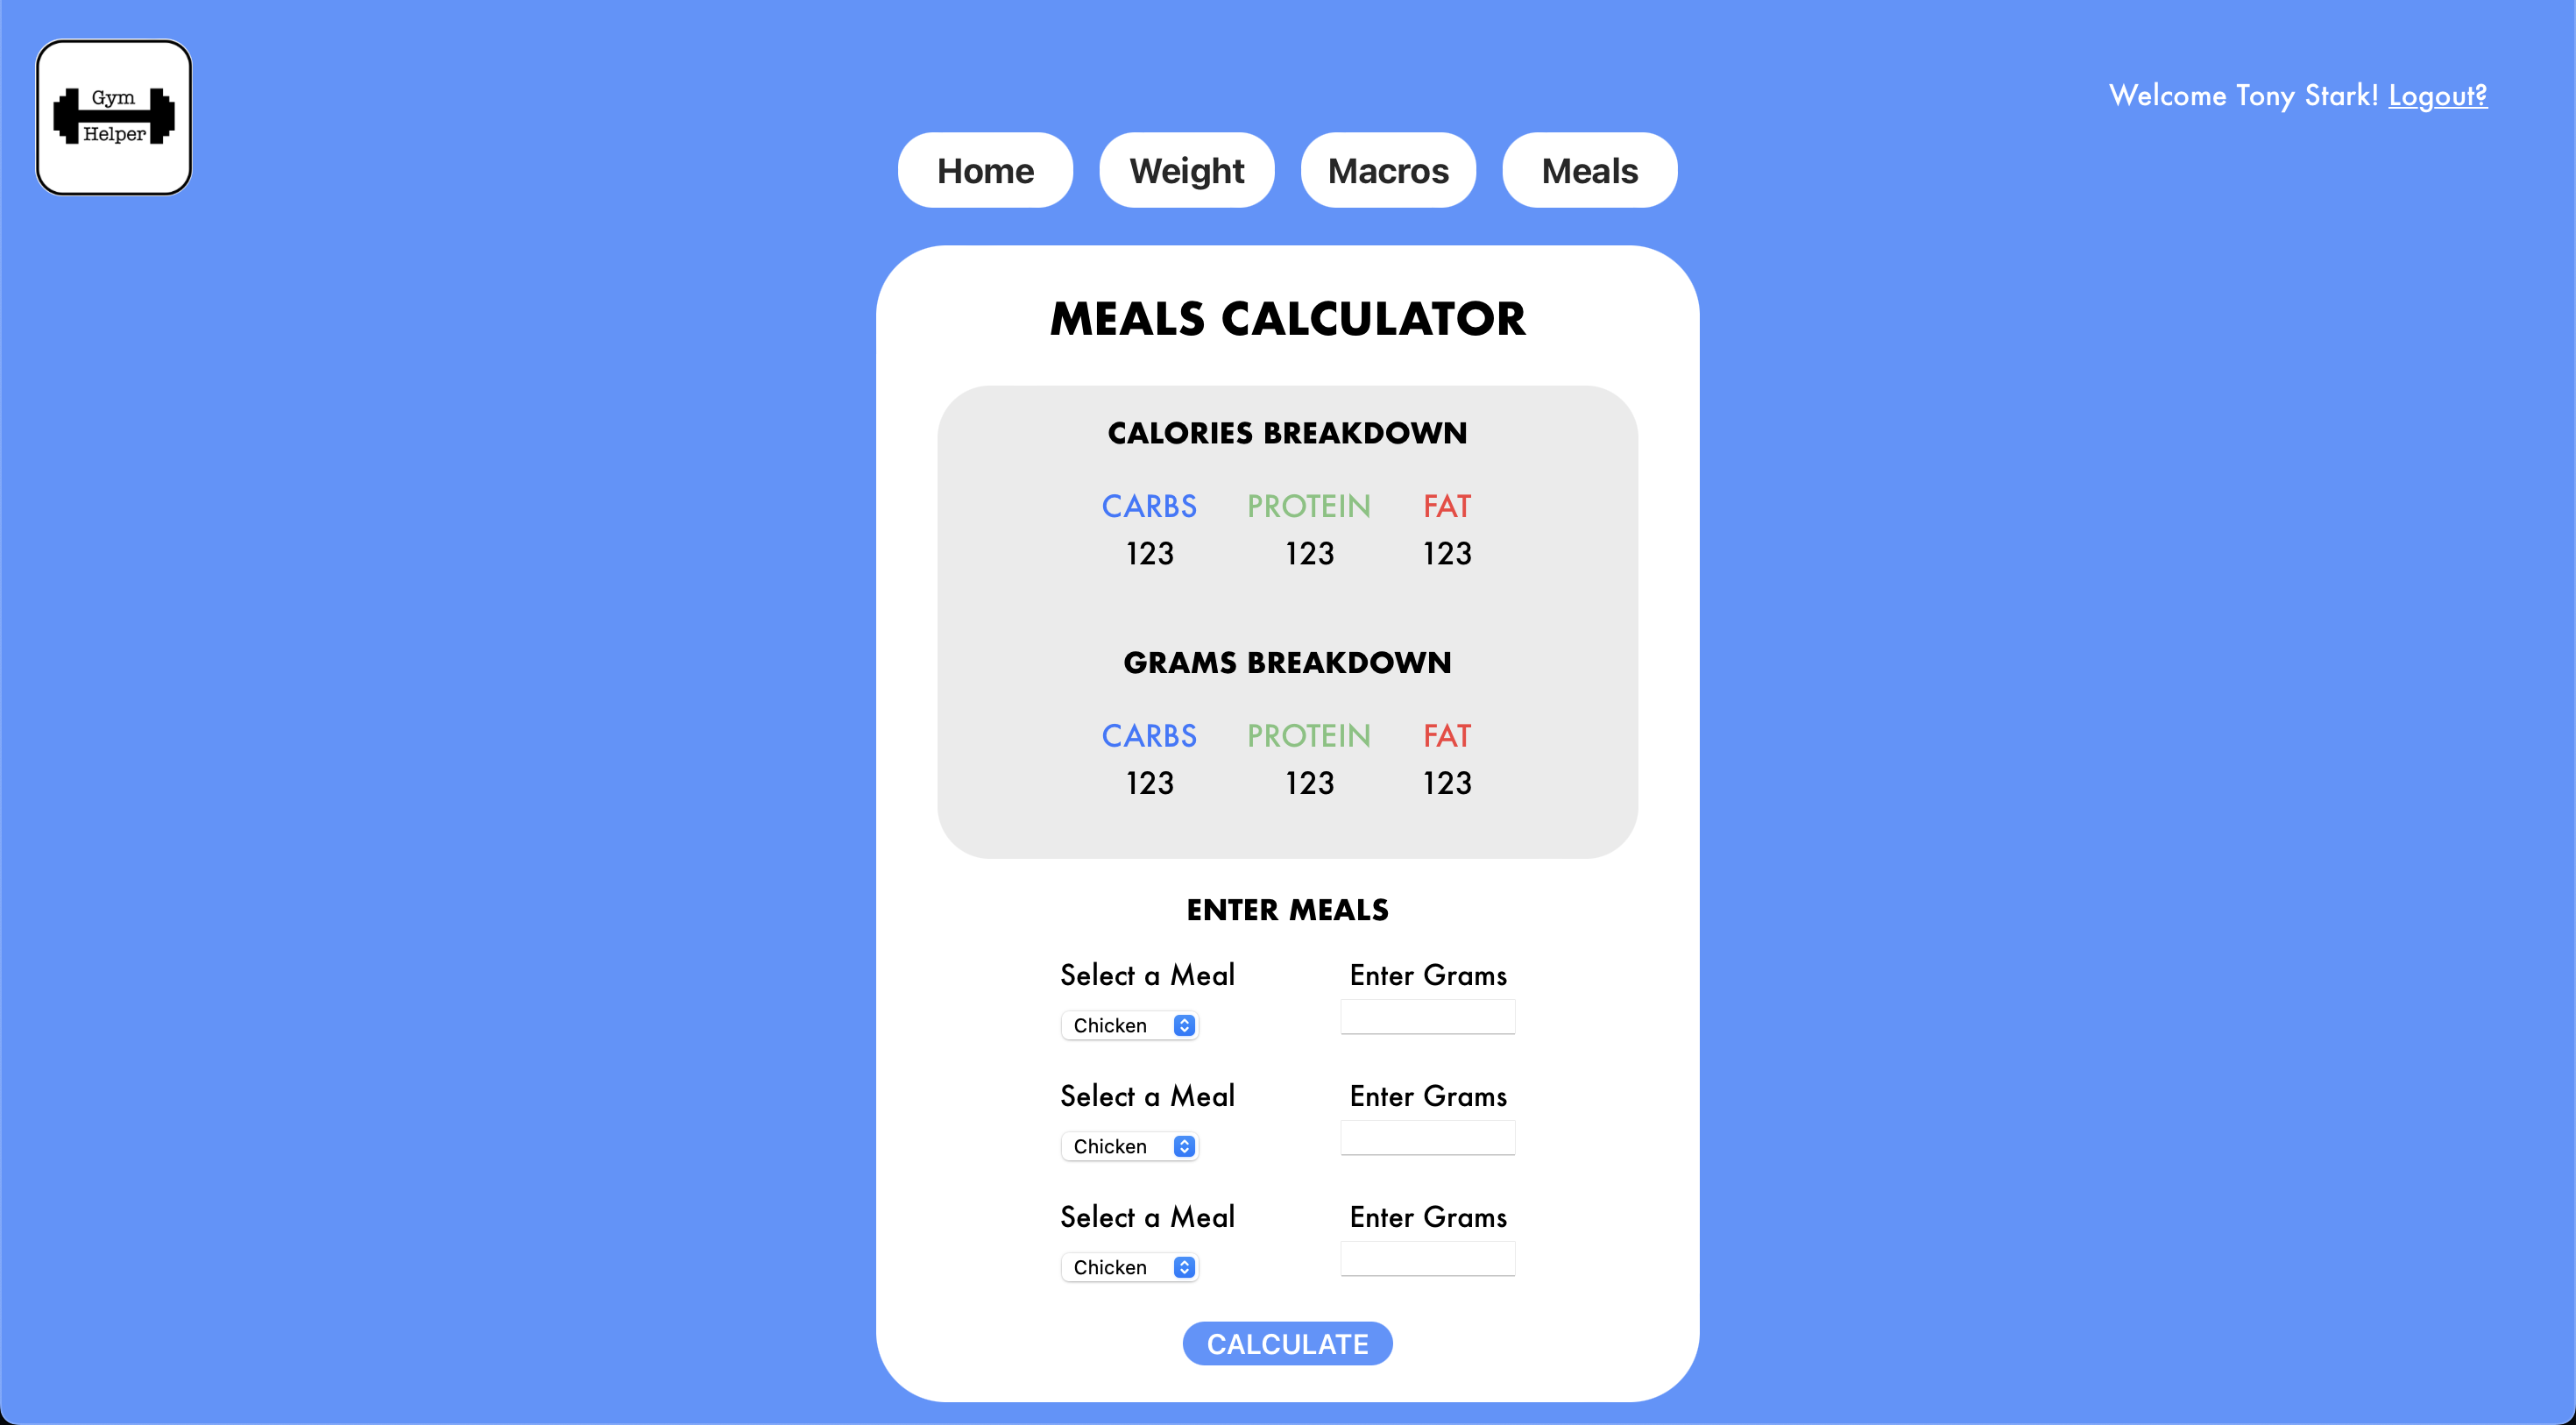 Gym
Helper
Welcome Tony Stark! Logout?
Home Weight Macros Meals
MEALS CALCULATOR
CALORIES BREAKDOWN
CARBS PROTEIN FAT
123 123 123
GRAMS BREAKDOWN
CARBS PROTEIN FAT
123 123 123
ENTER MEALS
Select a Meal Enter Grams
Chicken
Select a Meal Enter Grams
Chicken
Select a Meal Enter Grams
Chicken
CALCULATE